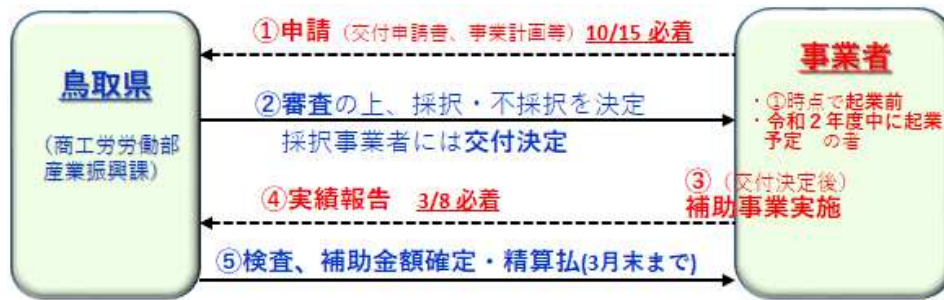 鳥取県
(商工労働部
産業振興課)
①申請（交付申請書、事業計画等）10/15 必着
②審査の上、採択・不採択を決定
採択事業者には交付決定
事業者
・①時点で起業前
・令和２年度中に起業
予定　の者
③（交付決定後）
補助事業実施
④実績報告　3/8 必着
⑤検査、補助金額確定・精算払(3月末まで)